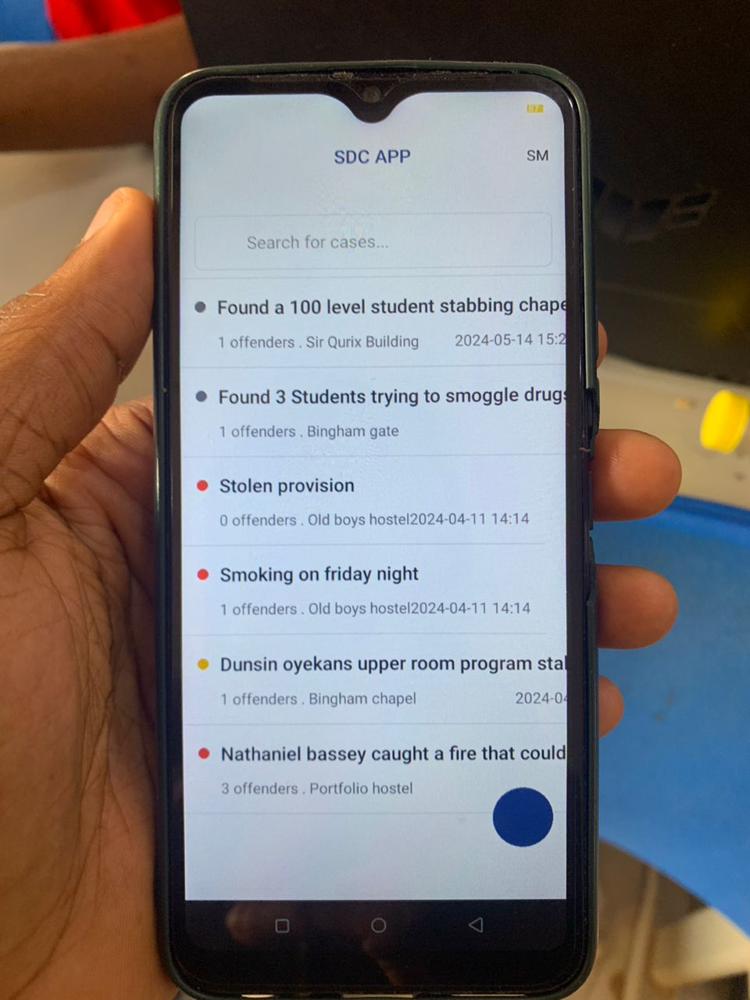 87
SDC APP
SM
Search for cases...
Found a 100 level student stabbing chape
1 offenders . Sir Qurix Building 2024-05-14 15:2
Found 3 Students trying to smoggle drugs
1 offenders . Bingham gate
Stolen provision
0 offenders . Old boys hostel2024-04-11 14:14
Smoking on friday night
1 offenders . Old boys hostel2024-04-11 14:14
Dunsin oyekans upper room program stal
1 offenders . Bingham chapel 2024-04
Nathaniel bassey caught a fire that could
3 offenders . Portfolio hostel